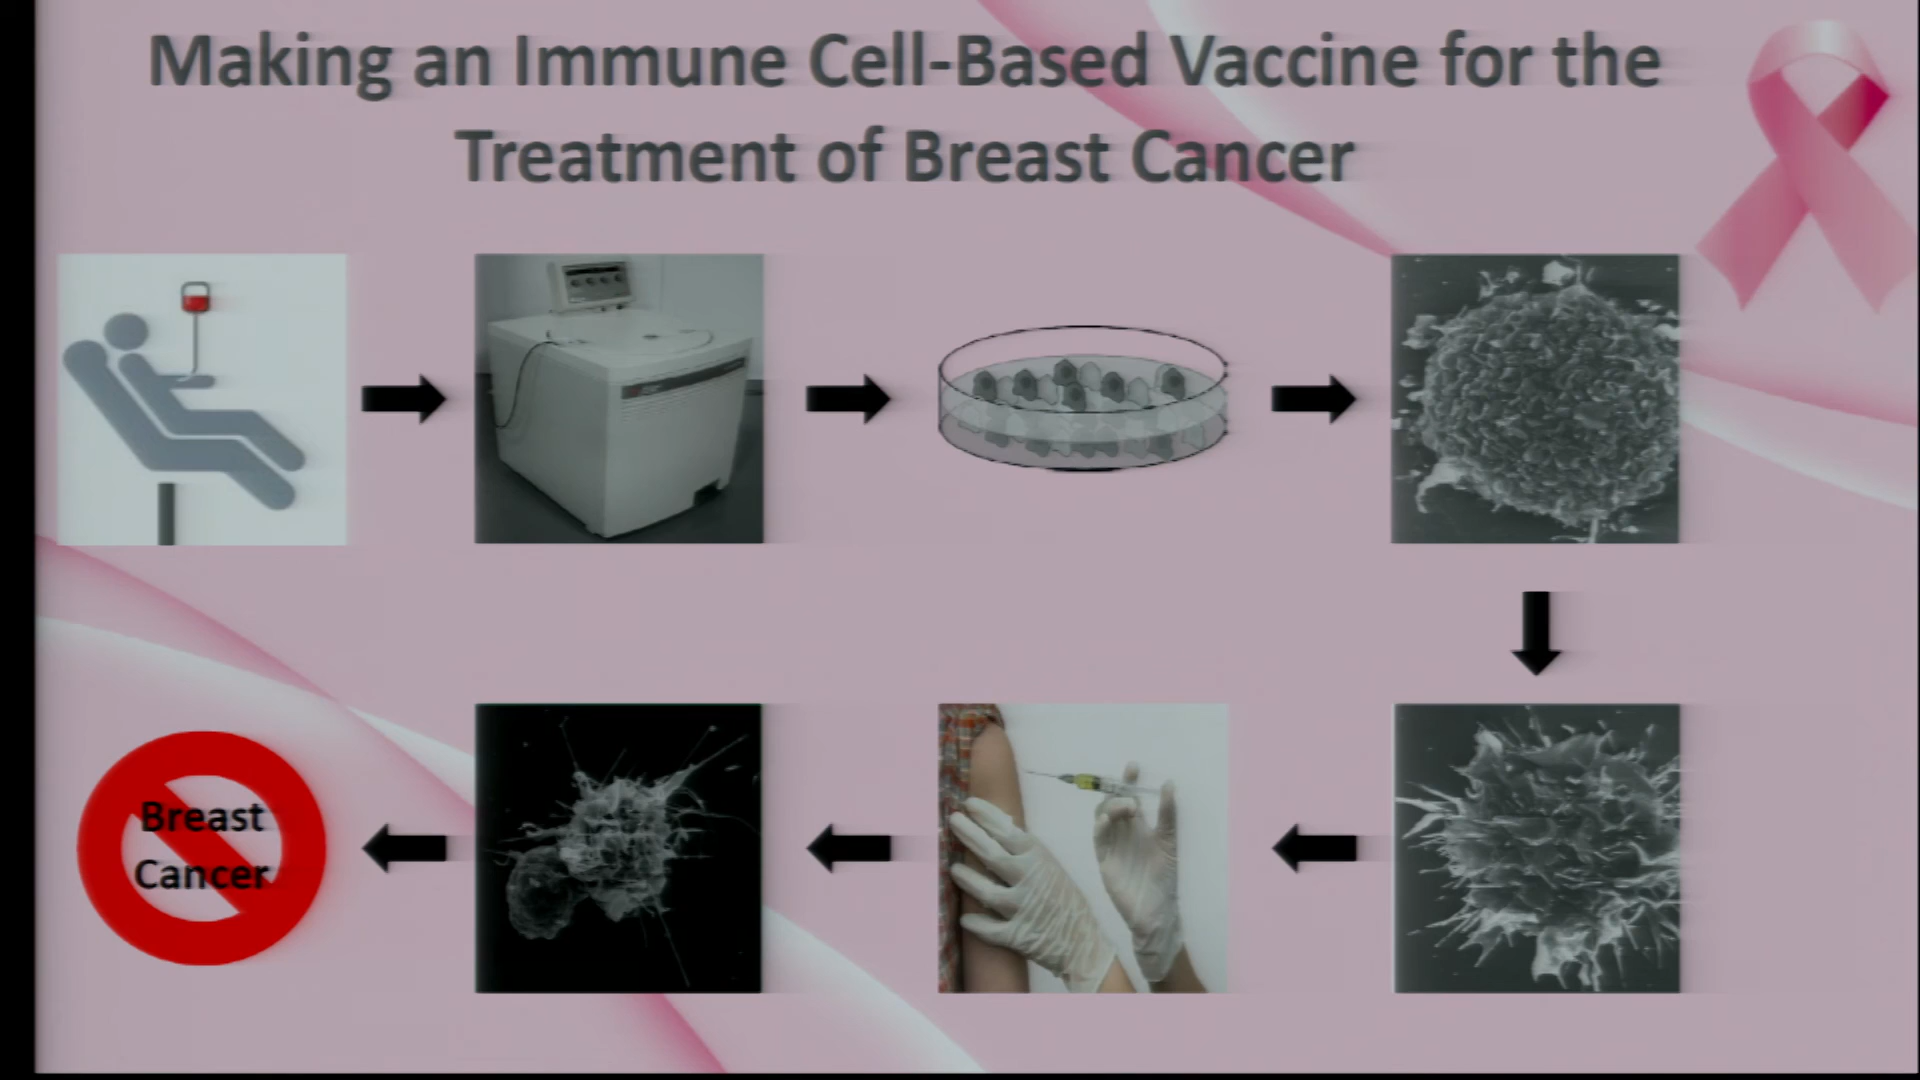 Making an Immune Cell-Based Vaccine for the
Treatment of Breast Cancer
Breast
Cancer